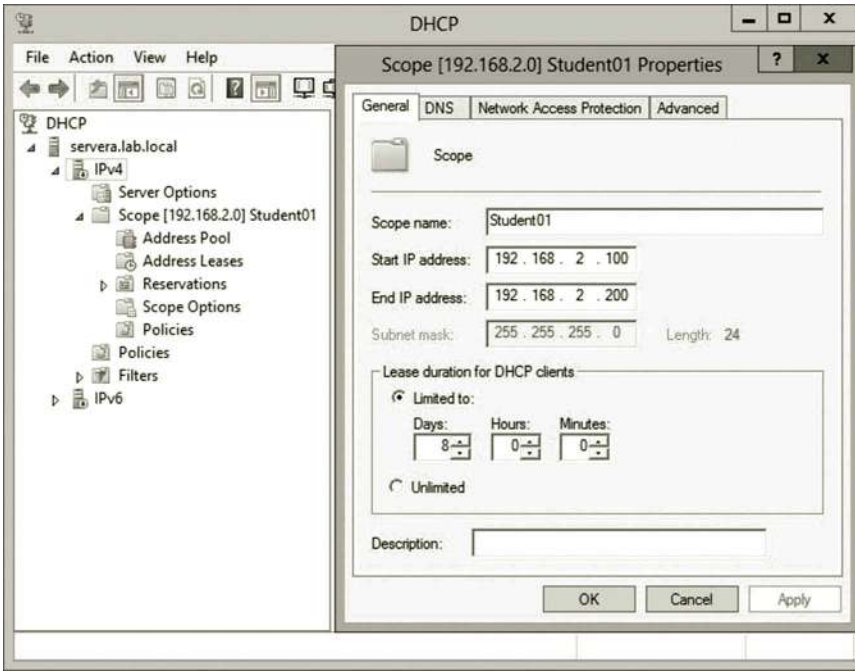 DHCP
File Action View Help
DHCP
servera.lab.local
IPv4
Server Options
Scope [192.168.2.0] Student01
Address Pool
Address Leases
Reservations
Scope Options
Policies
Policies
Filters
IPv6
Scope [192.168.2.0] Student01 Properties
General DNS Network Access Protection Advanced
Scope
Scope name: Student01
Start IP address: 192 . 168 . 2 . 100
End IP address: 192 . 168 . 2 . 200
Subnet mask: 255 . 255 . 255 . 0 Length: 24
Lease duration for DHCP clients
Limited to:
Days: Hours: Minutes:
8 0 0
Unlimited
Description:
OK Cancel Apply